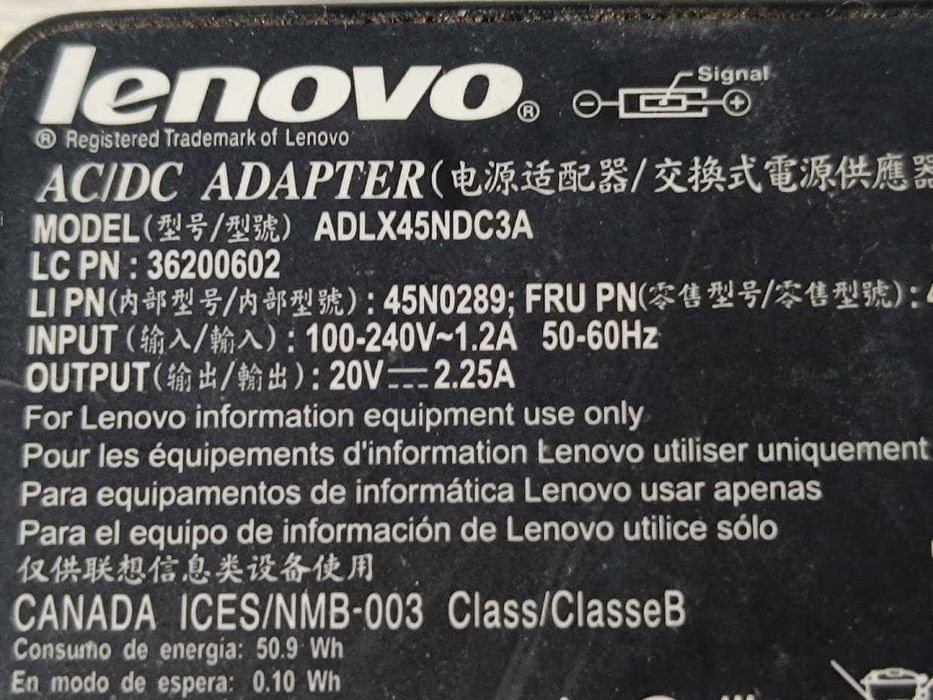 lenovo®
Signal
® Registered Trademark of Lenovo
AC/DC ADAPTER(电源适配器/交換式電源供應器
MODEL(型号/型號) ADLX45NDC3A
LC PN : 36200602
LI PN(内部型号/内部型號) : 45N0289; FRU PN(零售型号/零售型號) :
INPUT (输入/輸入) : 100-240V~1.2A 50-60Hz
OUTPUT(输出/輸出) : 20V⎓2.25A
For Lenovo information equipment use only
Pour les équipements d'information Lenovo utiliser uniquement
Para equipamentos de informática Lenovo usar apenas
Para el equipo de información de Lenovo utilice sólo
仅供联想信息类设备使用
CANADA ICES/NMB-003 Class/ClasseB
Consumo de energia: 50.9 Wh
En modo de espera: 0.10 Wh